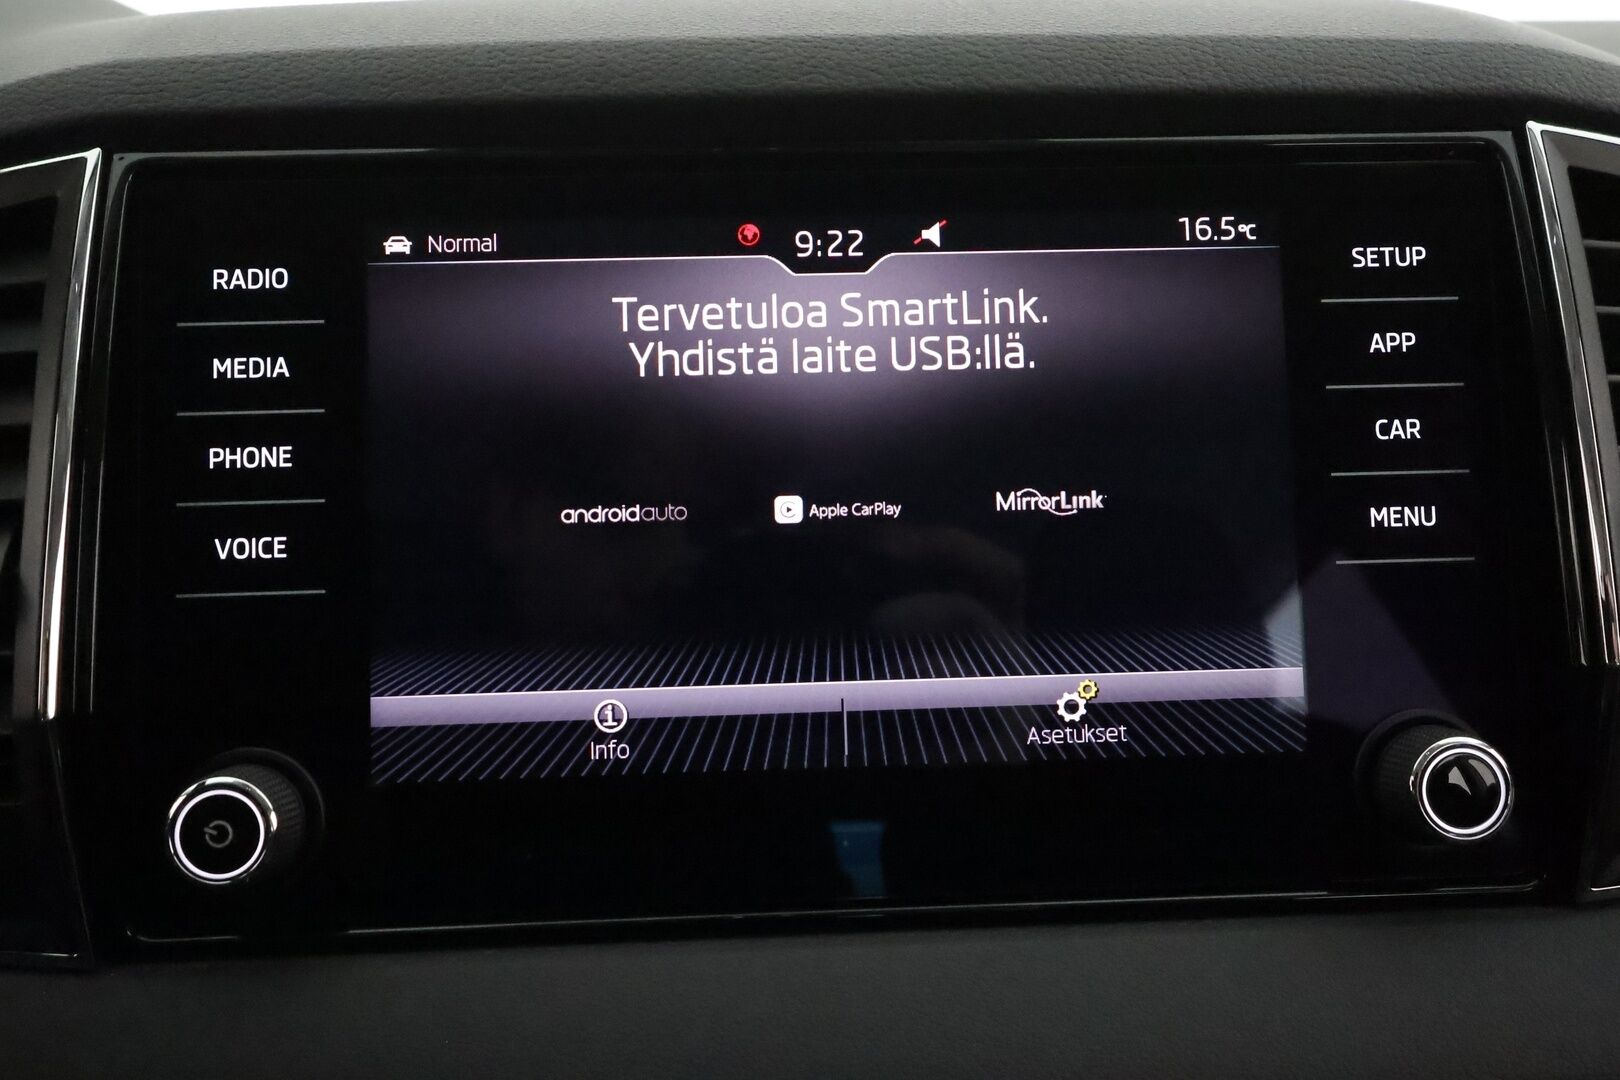 Normal
9:22
16.5°C
RADIO
MEDIA
PHONE
VOICE
Tervetuloa SmartLink.
Yhdistä laite USB:llä.
androidauto
Apple CarPlay
MirrorLink
Info
Asetukset
SETUP
APP
CAR
MENU